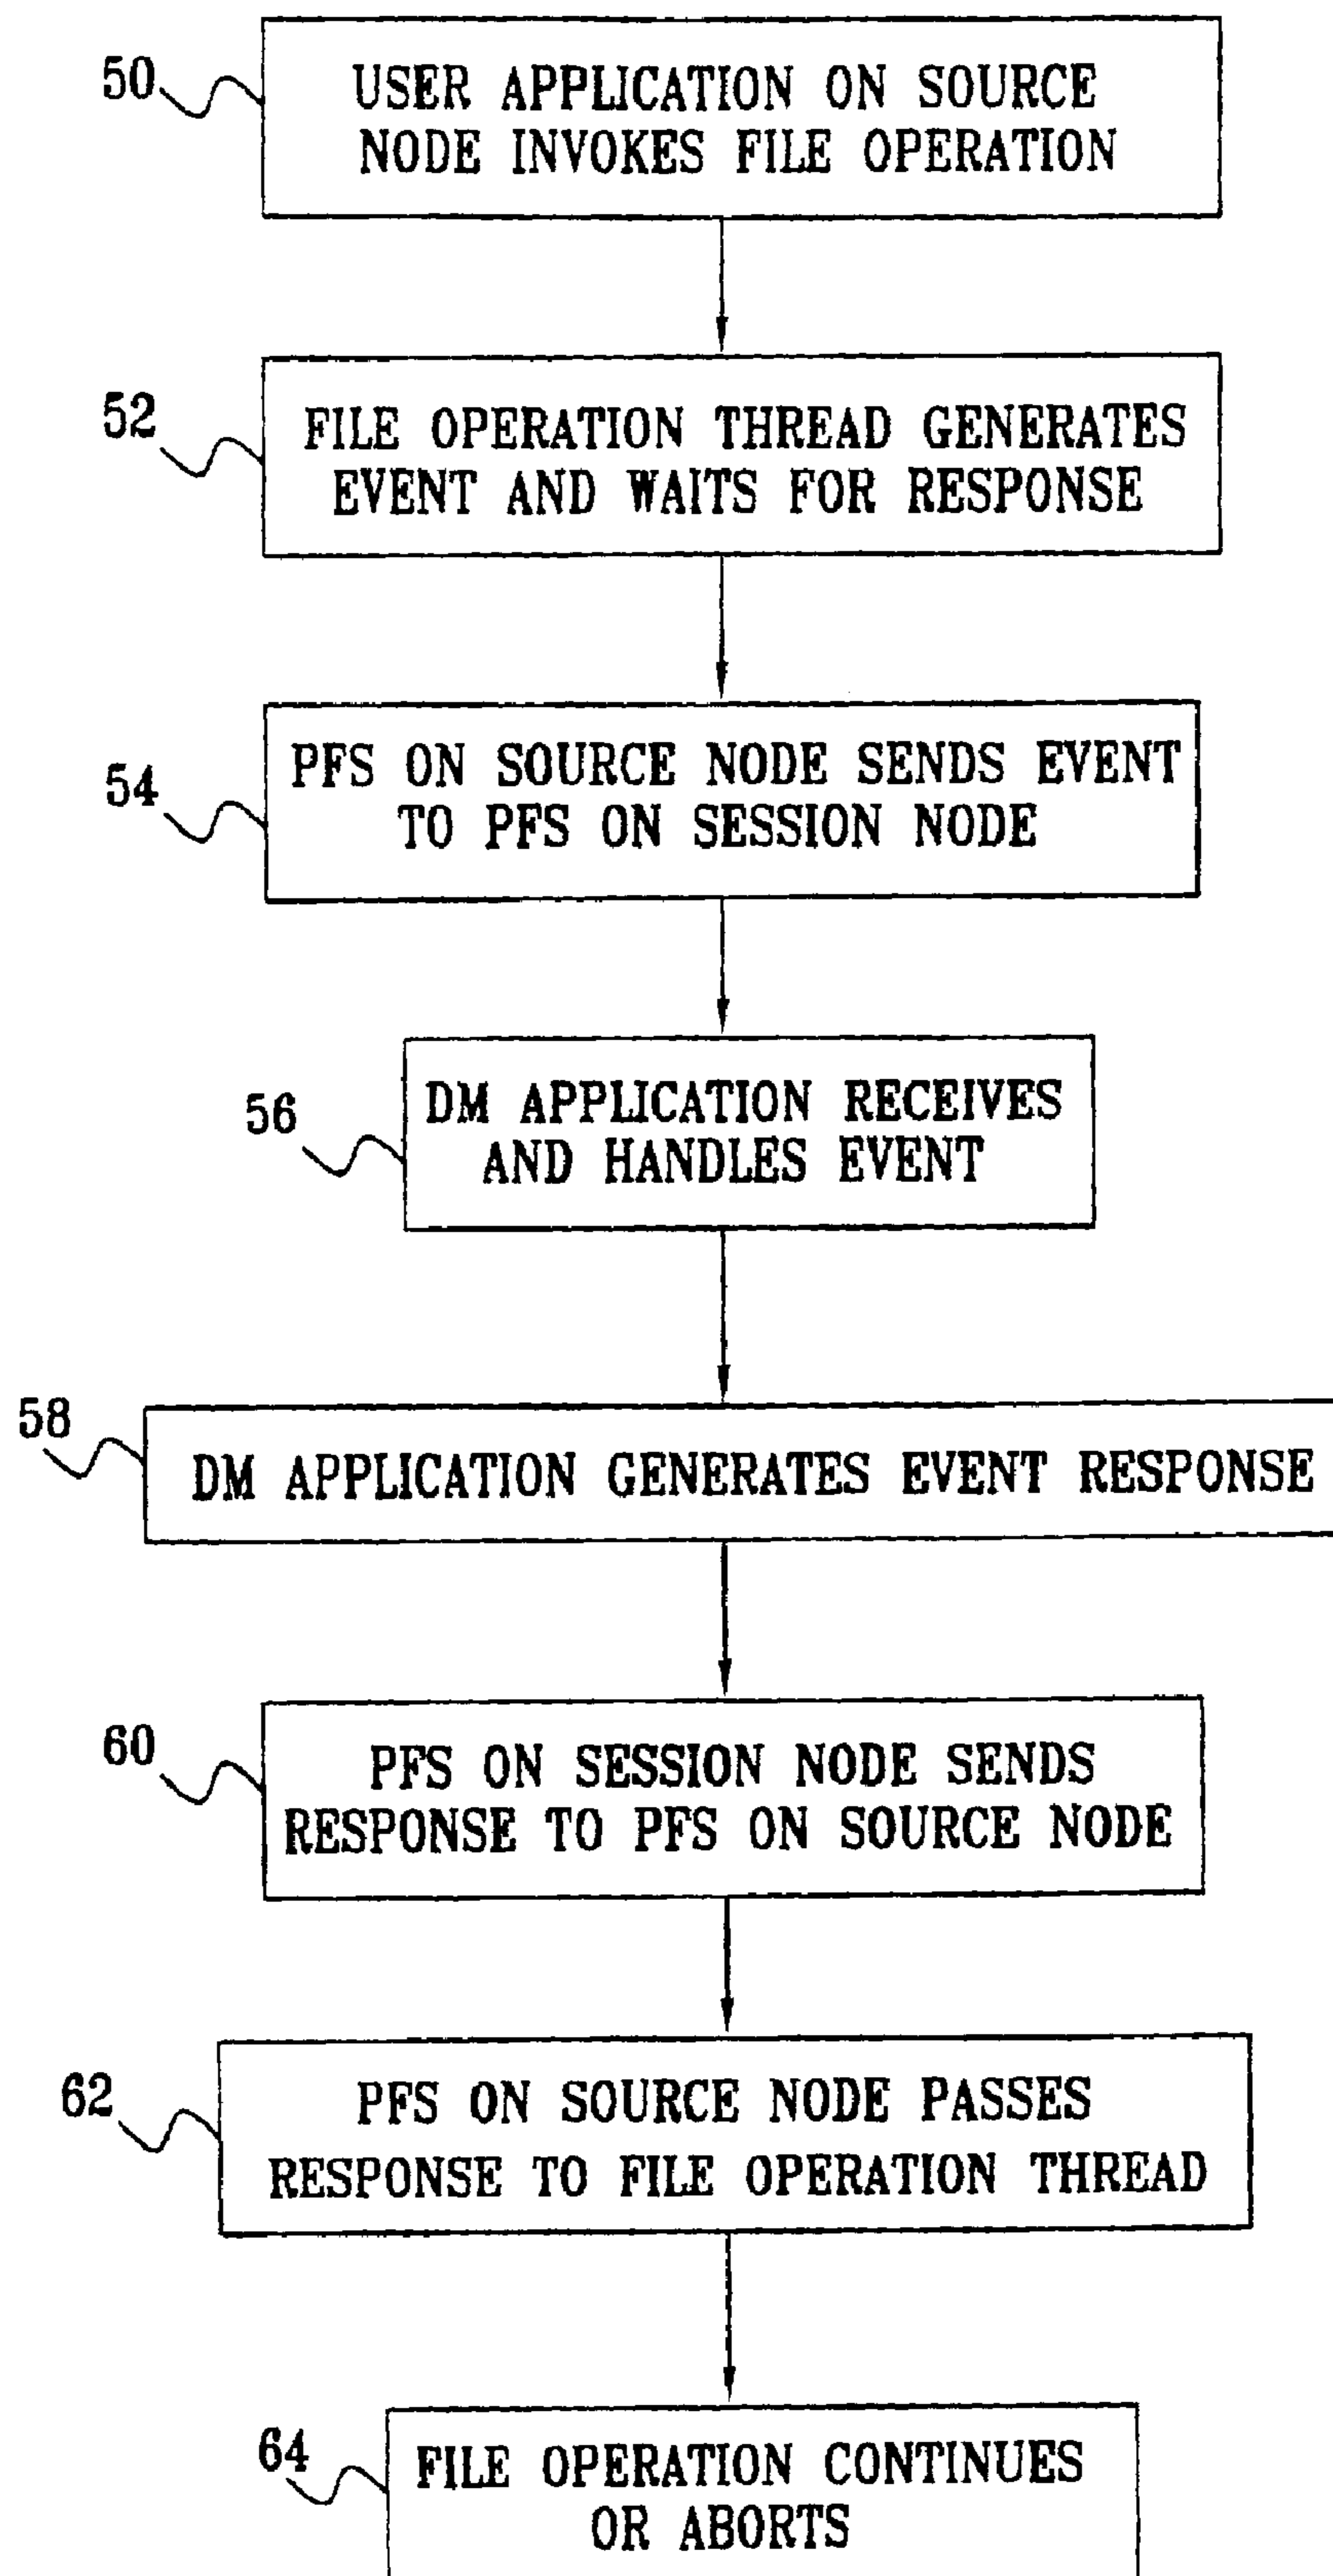 50
USER APPLICATION ON SOURCE
NODE INVOKES FILE OPERATION
52
FILE OPERATION THREAD GENERATES
EVENT AND WAITS FOR RESPONSE
54
PFS ON SOURCE NODE SENDS EVENT
TO PFS ON SESSION NODE
56
DM APPLICATION RECEIVES
AND HANDLES EVENT
58
DM APPLICATION GENERATES EVENT RESPONSE
60
PFS ON SESSION NODE SENDS
RESPONSE TO PFS ON SOURCE NODE
62
PFS ON SOURCE NODE PASSES
RESPONSE TO FILE OPERATION THREAD
64
FILE OPERATION CONTINUES
OR ABORTS